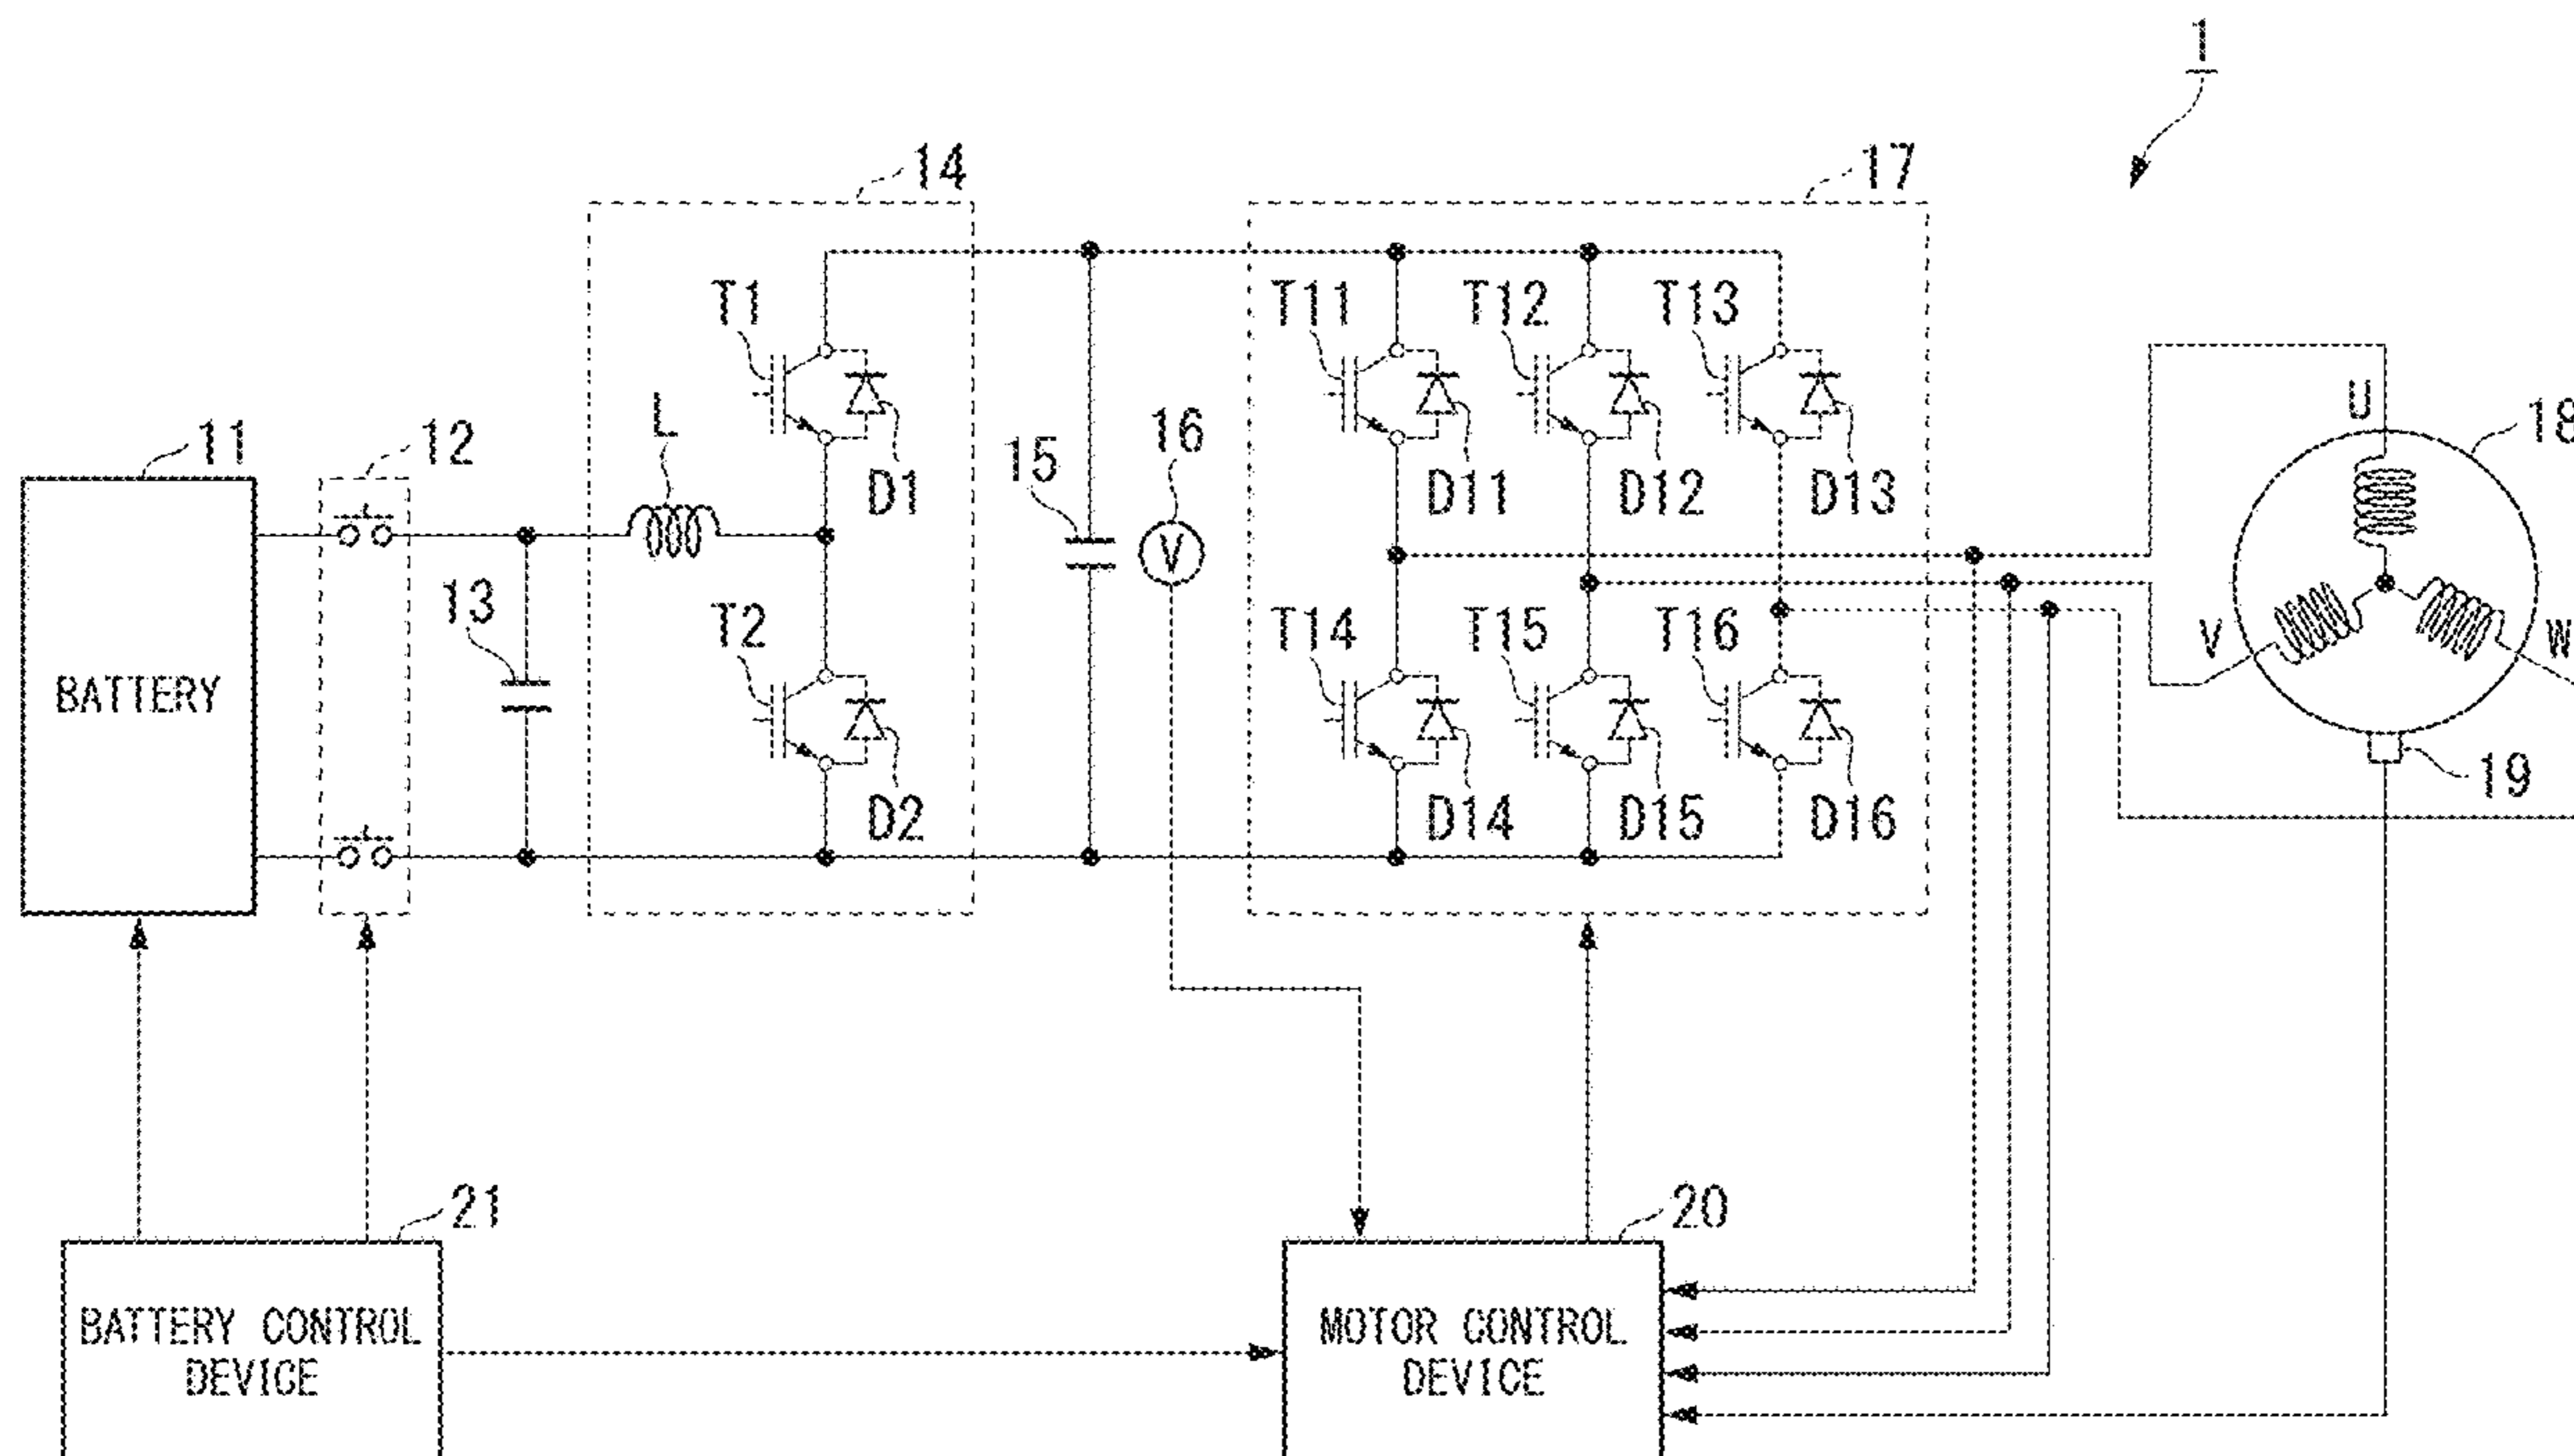 1
14
17
T1
T11
T12
T13
U
18
11
12
L
15
16
D1
D11
D12
D13
V
13
T2
T14
T15
T16
V
W
BATTERY
19
D2
D14
D15
D16
21
20
BATTERY CONTROL
DEVICE
MOTOR CONTROL
DEVICE